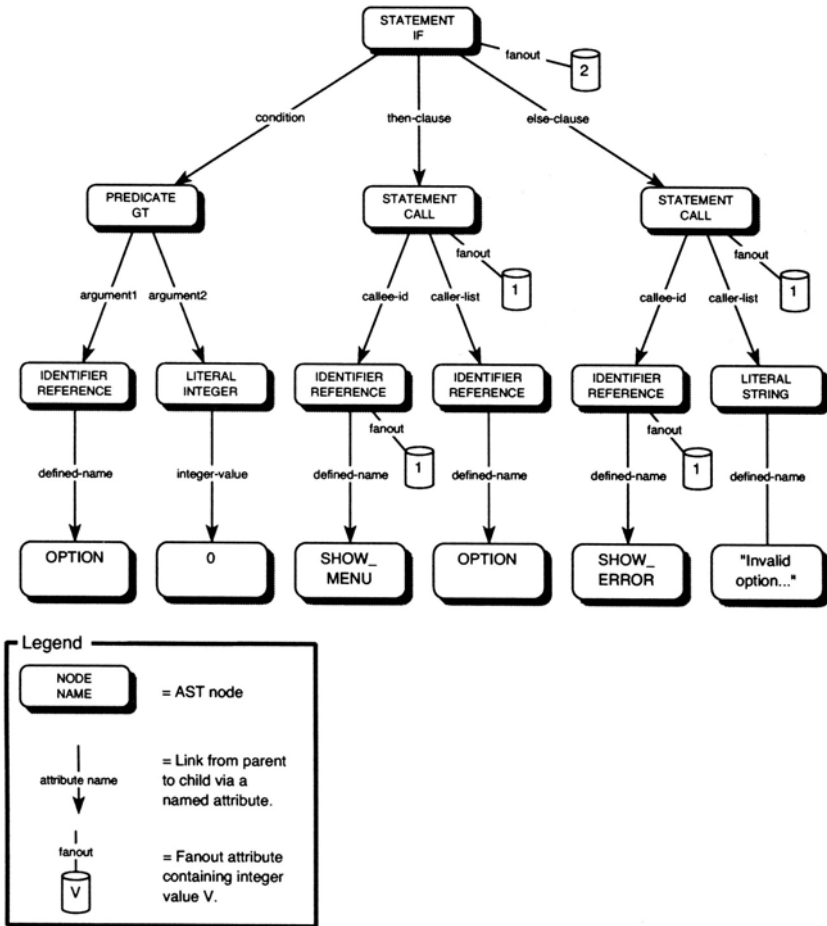 STATEMENT
IF
fanout
2
condition
then-clause
else-clause
PREDICATE
GT
STATEMENT
CALL
STATEMENT
CALL
fanout
1
fanout
1
argument1
argument2
callee-id
caller-list
callee-id
caller-list
IDENTIFIER
REFERENCE
LITERAL
INTEGER
IDENTIFIER
REFERENCE
IDENTIFIER
REFERENCE
IDENTIFIER
REFERENCE
LITERAL
STRING
fanout
1
fanout
1
defined-name
integer-value
defined-name
defined-name
defined-name
defined-name
OPTION
0
SHOW_
MENU
OPTION
SHOW_
ERROR
"Invalid
option..."
Legend
NODE
NAME
= AST node
attribute name
= Link from parent
to child via a
named attribute.
fanout
V
= Fanout attribute
containing integer
value V.